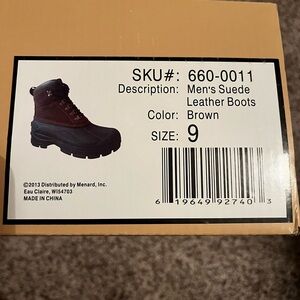 SKU#: 660-0011
Description: Men's Suede
Leather Boots
Color: Brown
SIZE: 9
6 19649 92740 3
©2013 Distributed by Menard, Inc.
Eau Claire, WI54703
MADE IN CHINA